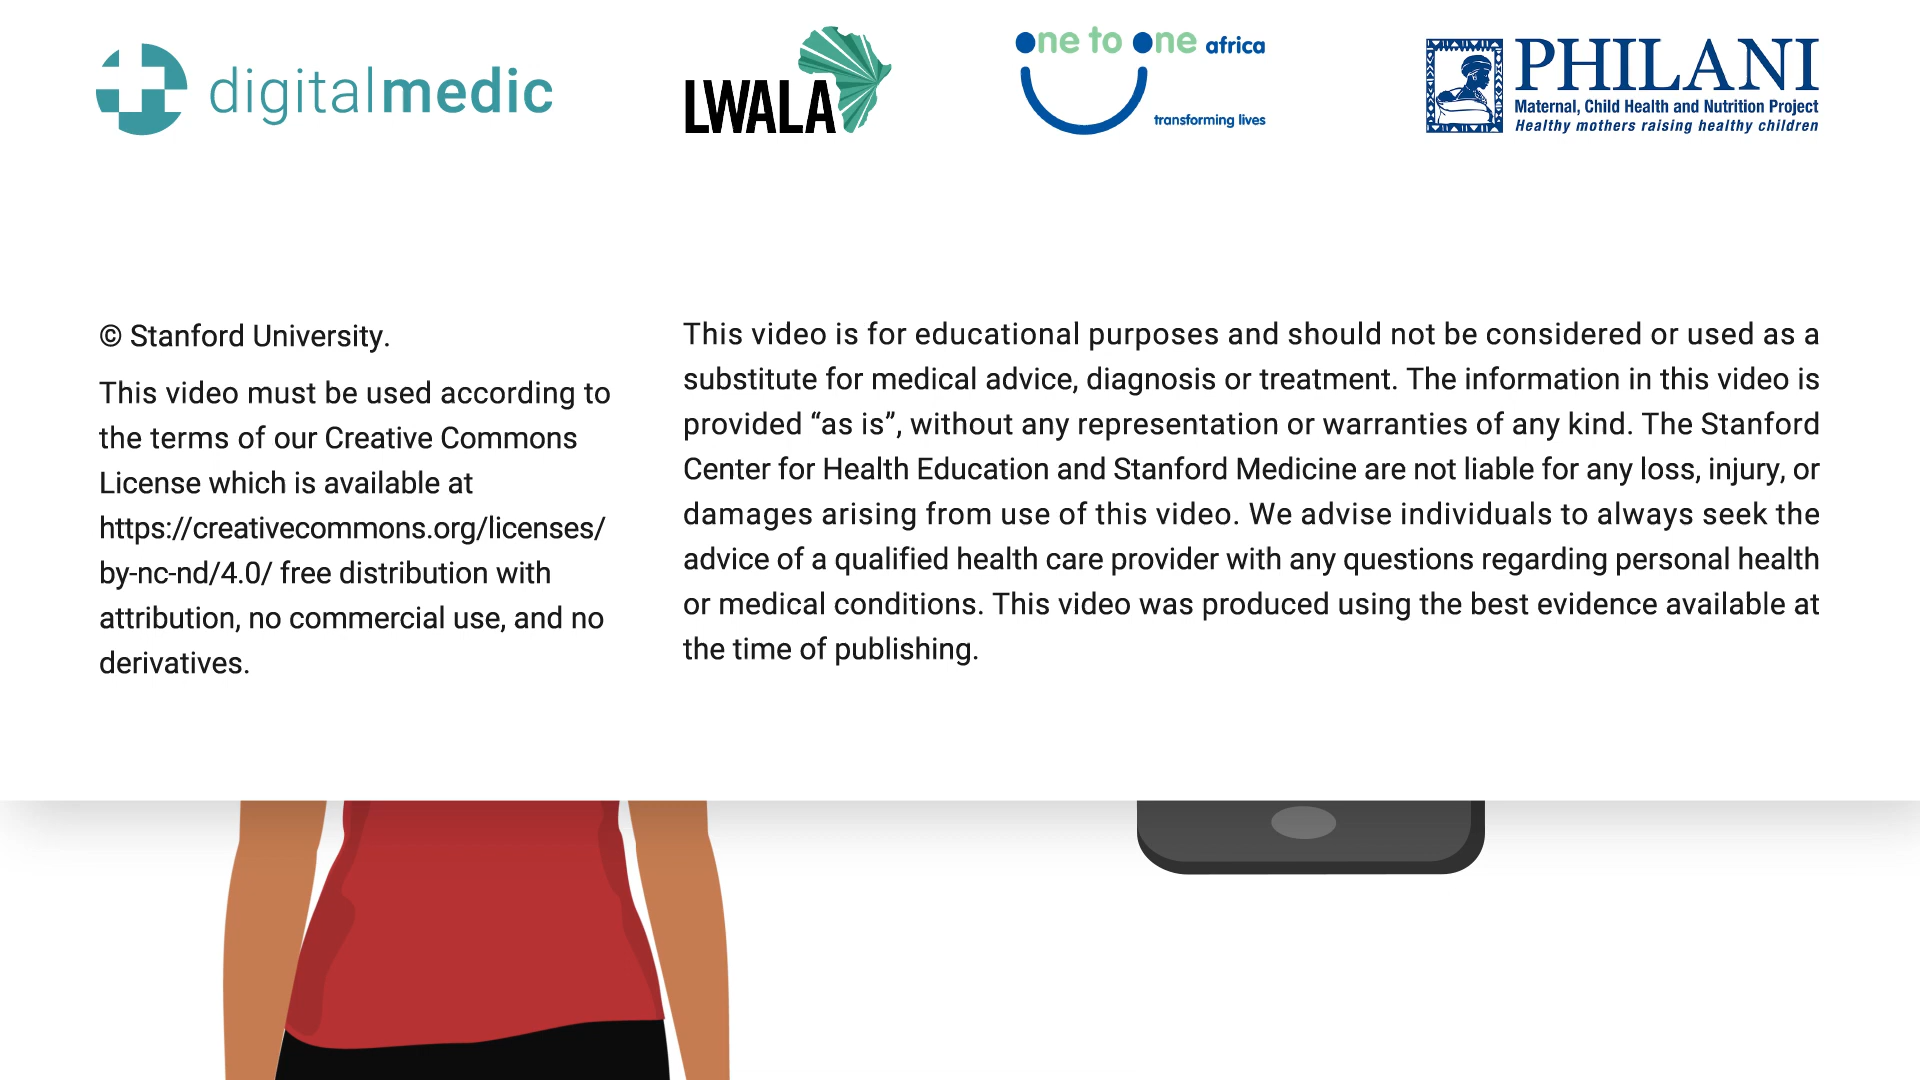 digitalmedic
LWALA
one to one africa
transforming lives
PHILANI
Maternal, Child Health and Nutrition Project
Healthy mothers raising healthy children
© Stanford University.
This video must be used according to
the terms of our Creative Commons
License which is available at
https://creativecommons.org/licenses/
by-nc-nd/4.0/ free distribution with
attribution, no commercial use, and no
derivatives.
This video is for educational purposes and should not be considered or used as a
substitute for medical advice, diagnosis or treatment. The information in this video is
provided “as is”, without any representation or warranties of any kind. The Stanford
Center for Health Education and Stanford Medicine are not liable for any loss, injury, or
damages arising from use of this video. We advise individuals to always seek the
advice of a qualified health care provider with any questions regarding personal health
or medical conditions. This video was produced using the best evidence available at
the time of publishing.